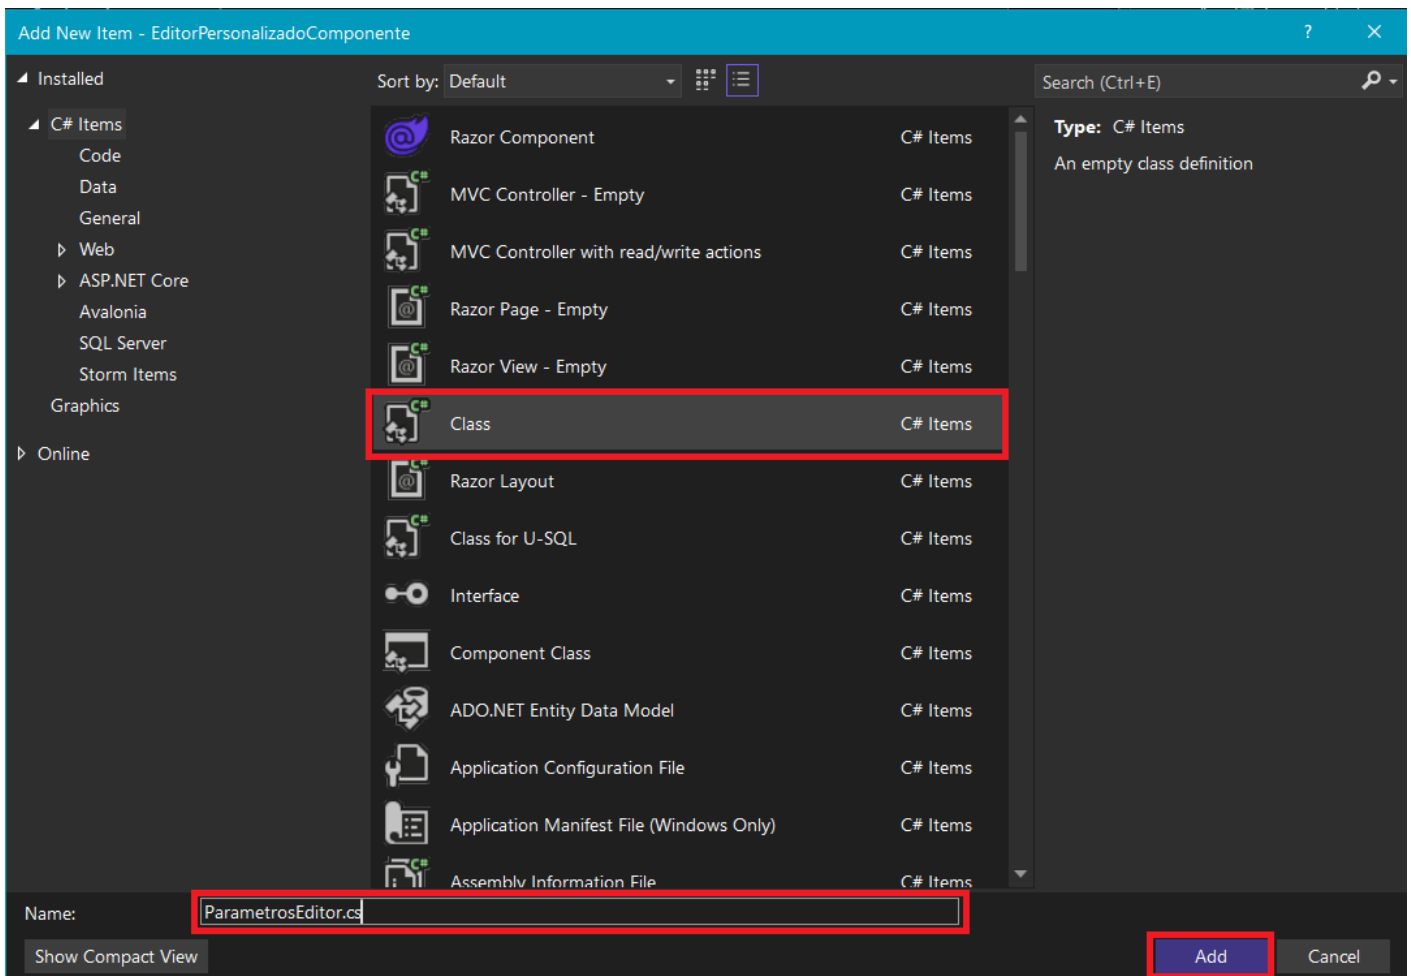 Add New Item - EditorPersonalizadoComponente
?
Installed
Sort by: Default
Search (Ctrl+E)
C# Items
Code
Data
General
Web
ASP.NET Core
Avalonia
SQL Server
Storm Items
Graphics
Online
Razor Component C# Items
MVC Controller - Empty C# Items
MVC Controller with read/write actions C# Items
Razor Page - Empty C# Items
Razor View - Empty C# Items
Class C# Items
Razor Layout C# Items
Class for U-SQL C# Items
Interface C# Items
Component Class C# Items
ADO.NET Entity Data Model C# Items
Application Configuration File C# Items
Application Manifest File (Windows Only) C# Items
Assembly Information File C# Items
Type: C# Items
An empty class definition
Name: ParametrosEditor.cs
Show Compact View
Add
Cancel